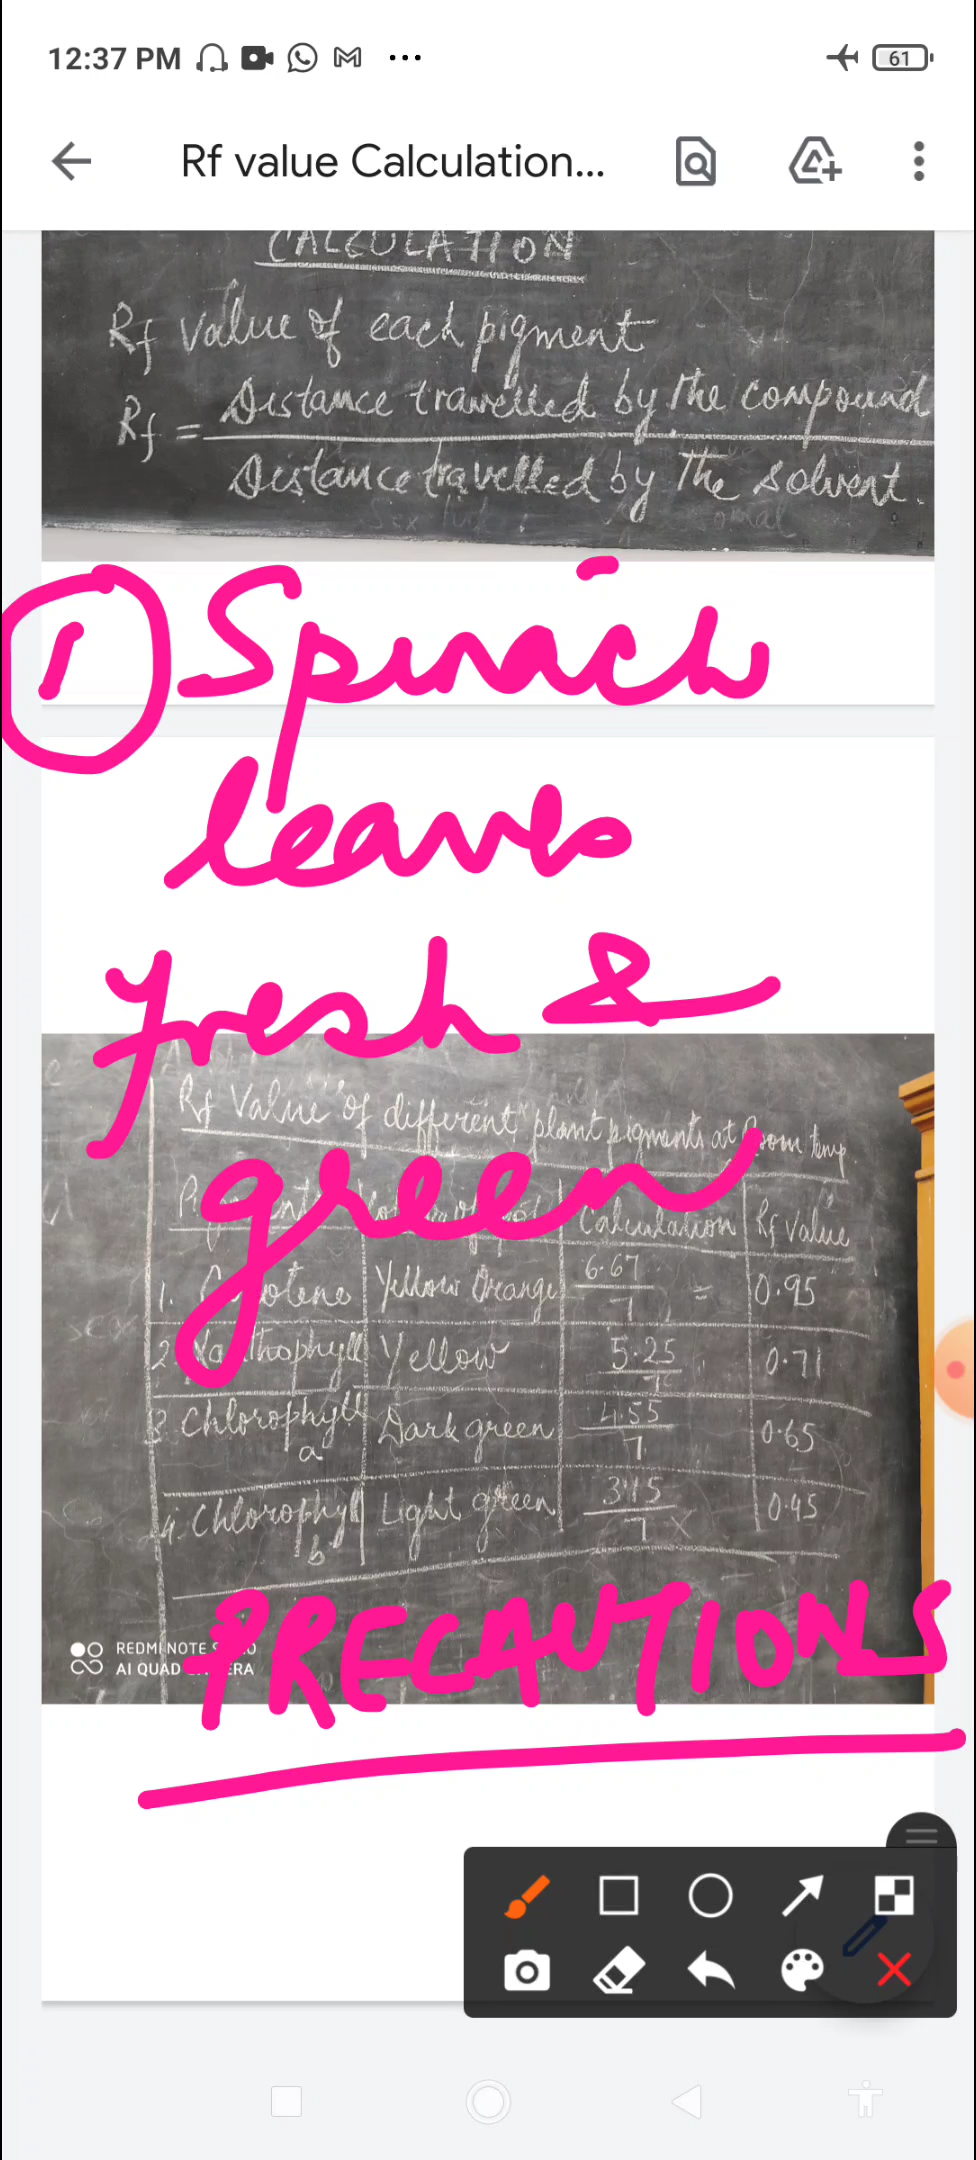 12:37 PM
61
Rf value Calculation...
CALCULATION
Rf Value of each pigment
Rf = Distance travelled by the compound
Distance travelled by The solvent.
① Spinach
leaves
fresh &
green
Rf Value of different plant pigments at Room temp.
Calculation Rf Value
1. Carotene Yellow Orange 6.67 / 7 = 0.95
2. Xanthophyll Yellow 5.25 / 7 0.71
3. Chlorophyll a Dark green 4.55 / 7 0.65
4. Chlorophyll b Light green 3.15 / 7 0.45
REDMI NOTE
AI QUAD CAMERA
PRECAUTIONS